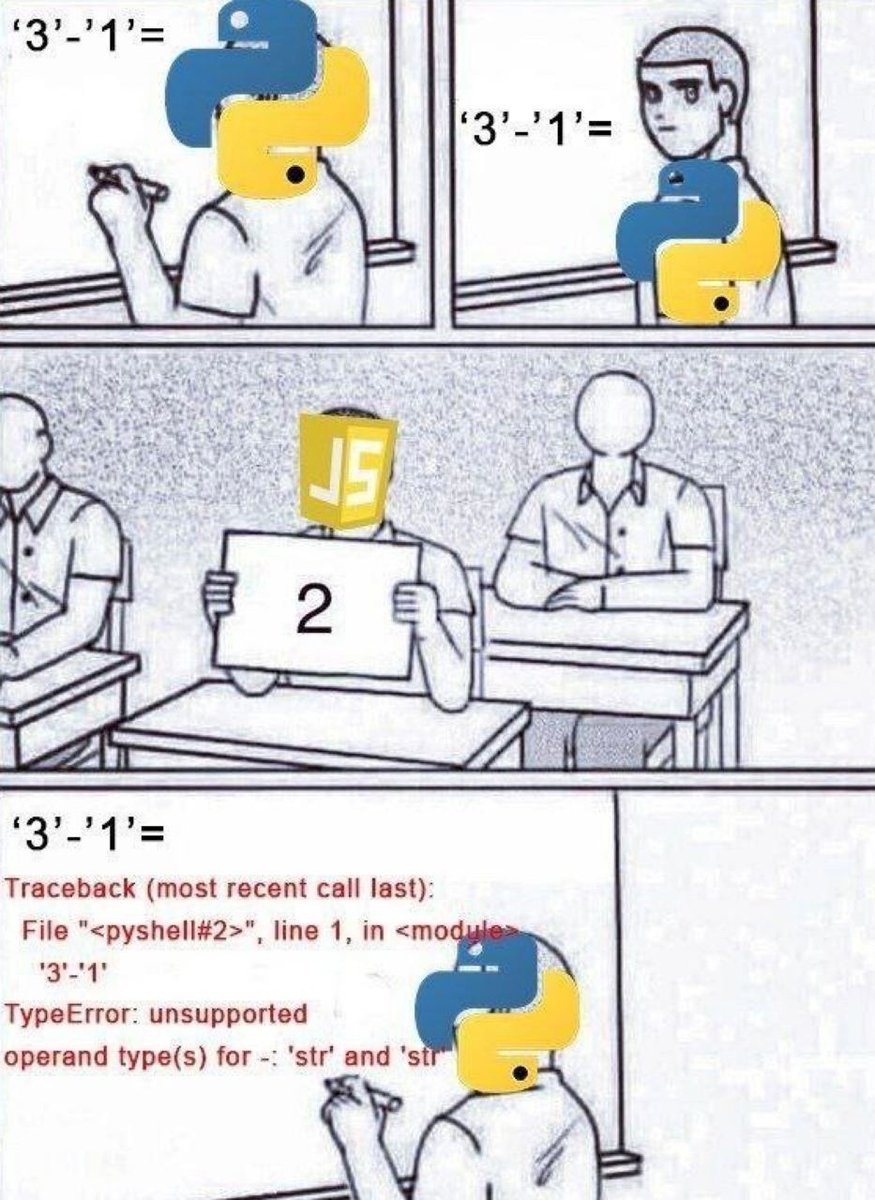 ‘3’-’1’=
‘3’-’1’=
JS
2
‘3’-’1’=
Traceback (most recent call last):
File "<pyshell#2>", line 1, in <module>
'3'-'1'
TypeError: unsupported
operand type(s) for -: 'str' and 'str'